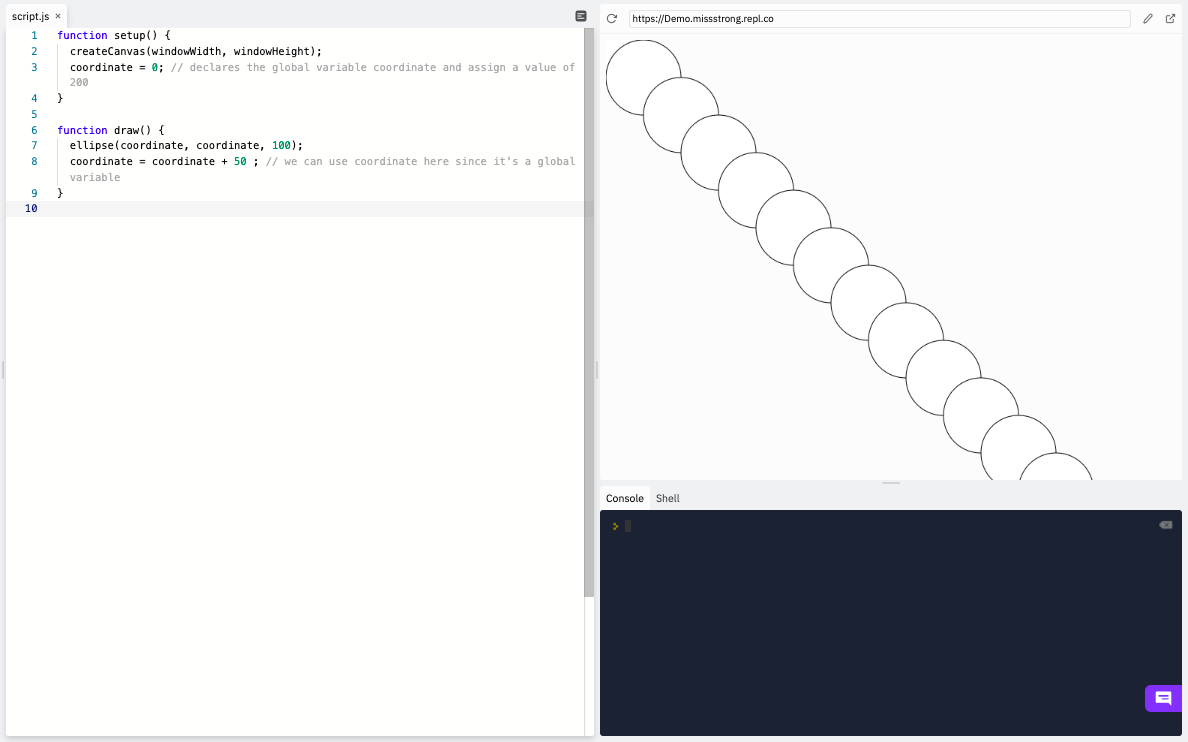 script.js ×
1 function setup() {
2 createCanvas(windowWidth, windowHeight);
3 coordinate = 0; // declares the global variable coordinate and assign a value of
200
4 }
5
6 function draw() {
7 ellipse(coordinate, coordinate, 100);
8 coordinate = coordinate + 50 ; // we can use coordinate here since it's a global
variable
9 }
10
https://Demo.missstrong.repl.co
Console Shell